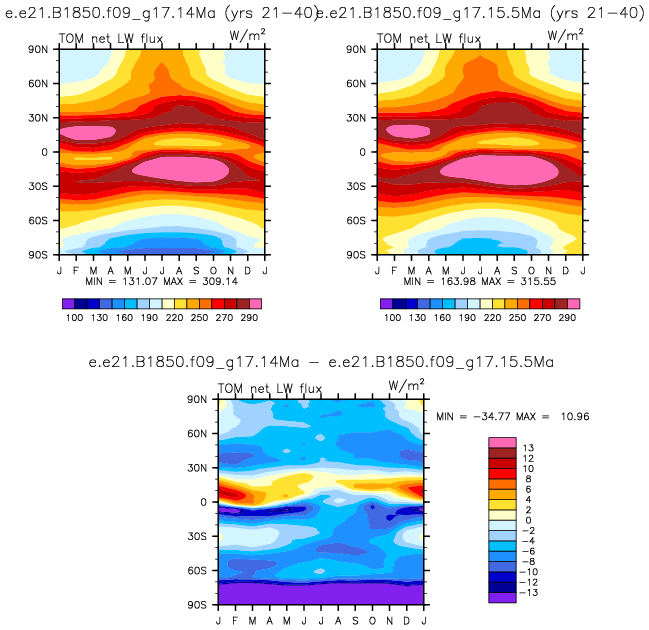 e.e21.B1850.f09_g17.14Ma (yrs 21-40)
e.e21.B1850.f09_g17.15.5Ma (yrs 21-40)
TOM net LW flux W/m²
TOM net LW flux W/m²
90N
60N
30N
0
30S
60S
90S
J F M A M J J A S O N D J
MIN = 131.07 MAX = 309.14
100 130 160 190 220 250 270 290
90N
60N
30N
0
30S
60S
90S
J F M A M J J A S O N D J
MIN = 163.98 MAX = 315.55
100 130 160 190 220 250 270 290
e.e21.B1850.f09_g17.14Ma - e.e21.B1850.f09_g17.15.5Ma
TOM net LW flux W/m²
90N
60N
30N
0
30S
60S
90S
J F M A M J J A S O N D J
MIN = -34.77 MAX = 10.96
13
12
10
8
6
4
2
0
-2
-4
-6
-8
-10
-12
-13